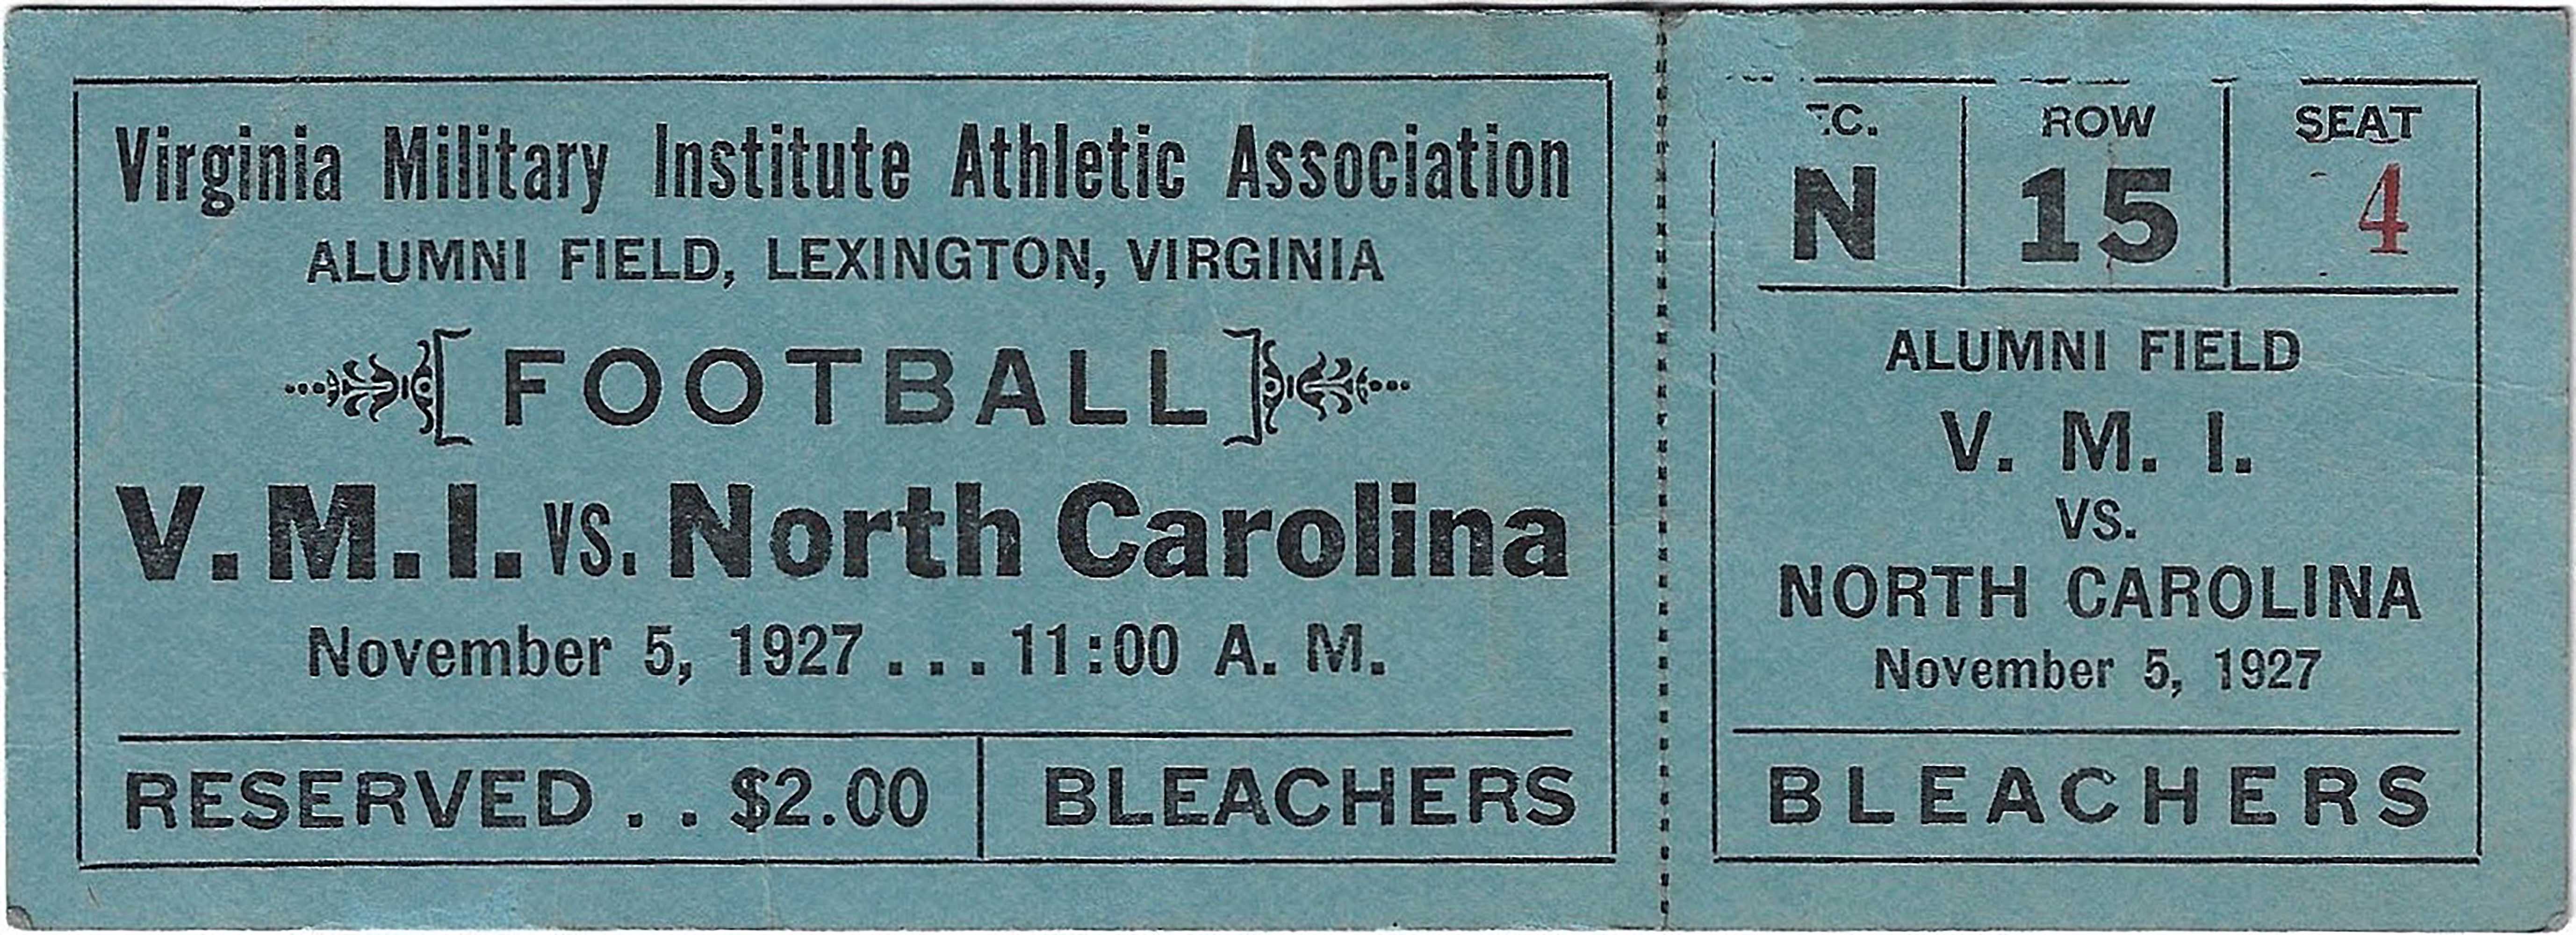 Virginia Military Institute Athletic Association
ALUMNI FIELD, LEXINGTON, VIRGINIA
[FOOTBALL]
V. M. I. vs. North Carolina
November 5, 1927 . . . 11:00 A. M.
RESERVED . . $2.00
BLEACHERS
EC. ROW SEAT
N 15 4
ALUMNI FIELD
V. M. I.
VS.
NORTH CAROLINA
November 5, 1927
BLEACHERS